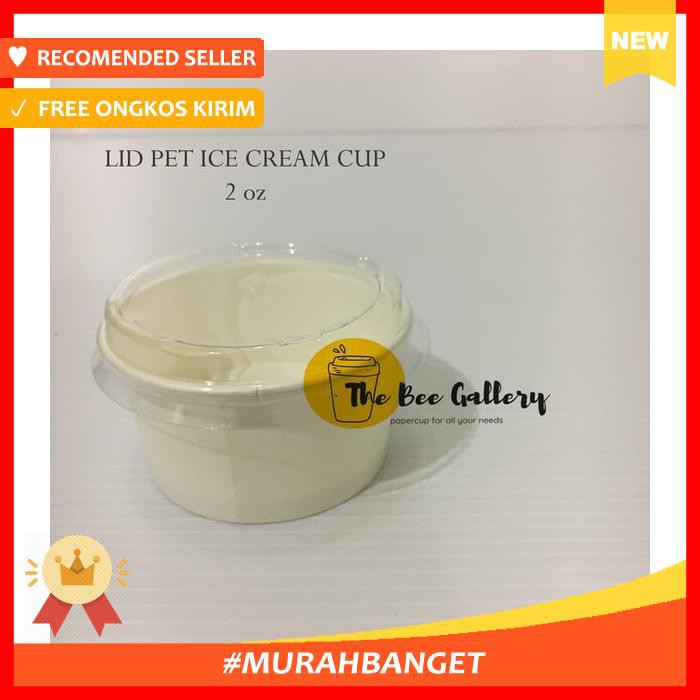 RECOMENDED SELLER
NEW
✓ FREE ONGKOS KIRIM
LID PET ICE CREAM CUP
2 oz
The Bee Gallery
papercup for all your needs
#MURAHBANGET